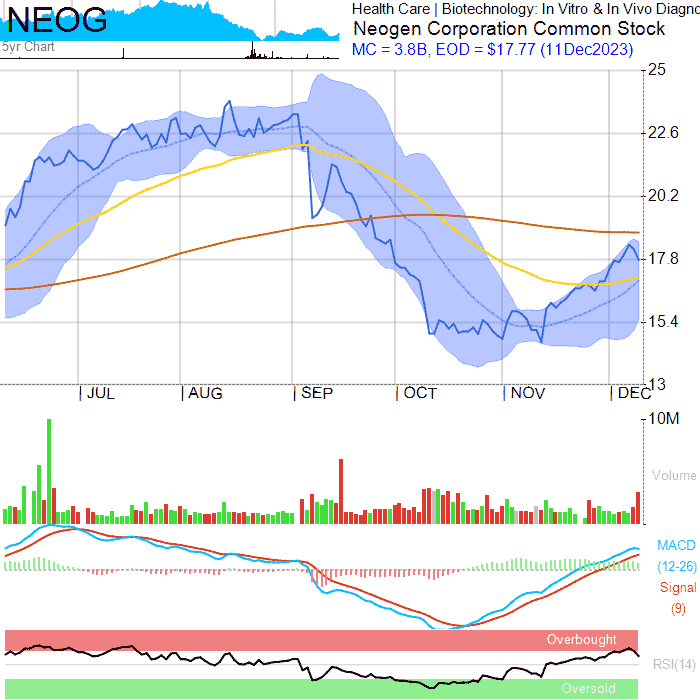 NEOG
5yr Chart
Health Care | Biotechnology: In Vitro & In Vivo Diagno
Neogen Corporation Common Stock
MC = 3.8B, EOD = $17.77 (11Dec2023)
25
22.6
20.2
17.8
15.4
13
JUL AUG SEP OCT NOV DEC
10M
Volume
MACD
(12-26)
Signal
(9)
Overbought
RSI(14)
Oversold